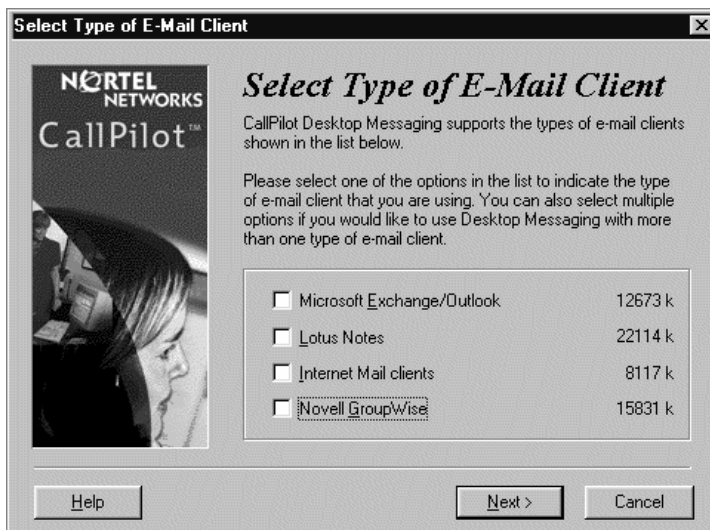 Select Type of E-Mail Client
NORTEL
NETWORKS
CallPilot™
Select Type of E-Mail Client
CallPilot Desktop Messaging supports the types of e-mail clients
shown in the list below.
Please select one of the options in the list to indicate the type
of e-mail client that you are using. You can also select multiple
options if you would like to use Desktop Messaging with more
than one type of e-mail client.
Microsoft Exchange/Outlook 12673 k
Lotus Notes 22114 k
Internet Mail clients 8117 k
Novell GroupWise 15831 k
Help Next > Cancel